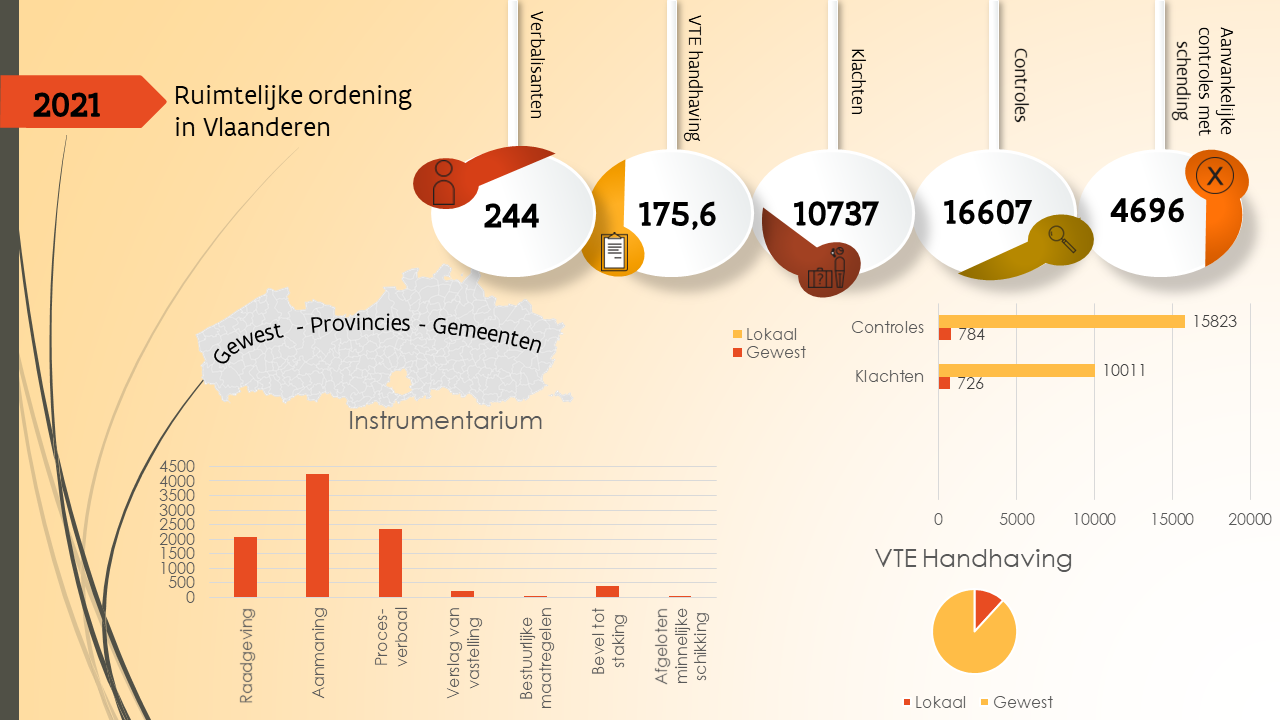 2021
Ruimtelijke ordening
in Vlaanderen
Verbalisanten
VTE handhaving
Klachten
Controles
Aanvankelijke
controles met
schending
244
175,6
10737
16607
4696
X
?
Gewest - Provincies - Gemeenten
Lokaal
Gewest
Controles
Klachten
15823
784
10011
726
0
5000
10000
15000
20000
Instrumentarium
4500
4000
3500
3000
2500
2000
1500
1000
500
0
Raadgeving
Aanmaning
Proces-
verbaal
Verslag van
vastelling
Bestuurlijke
maatregelen
Bevel tot
staking
Afgeloten
minnelijke
schikking
VTE Handhaving
Lokaal
Gewest